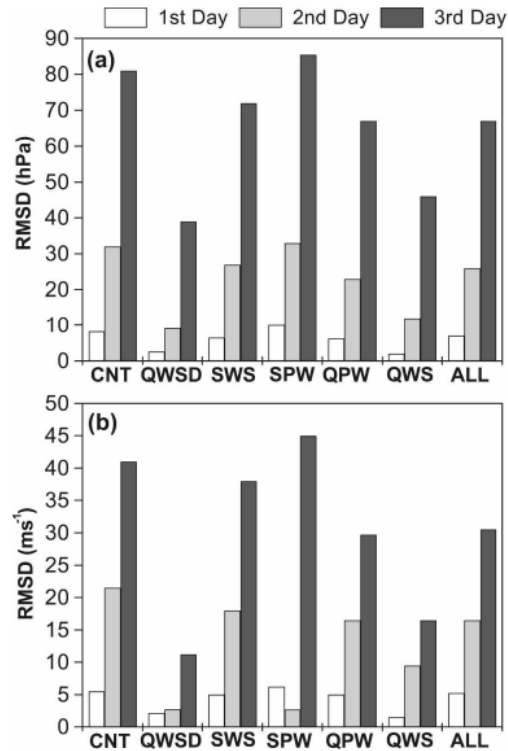 1st Day 2nd Day 3rd Day
(a)
RMSD (hPa)
90
80
70
60
50
40
30
20
10
0
CNT QWSD SWS SPW QPW QWS ALL
(b)
RMSD (ms⁻¹)
45
40
35
30
25
20
15
10
5
0
CNT QWSD SWS SPW QPW QWS ALL